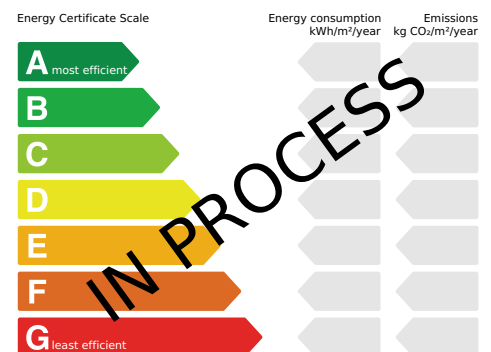 Energy Certificate Scale
Energy consumption
kWh/m²/year
Emissions
kg CO₂/m²/year
A most efficient
B
C
D
E
F
G least efficient
IN PROCESS